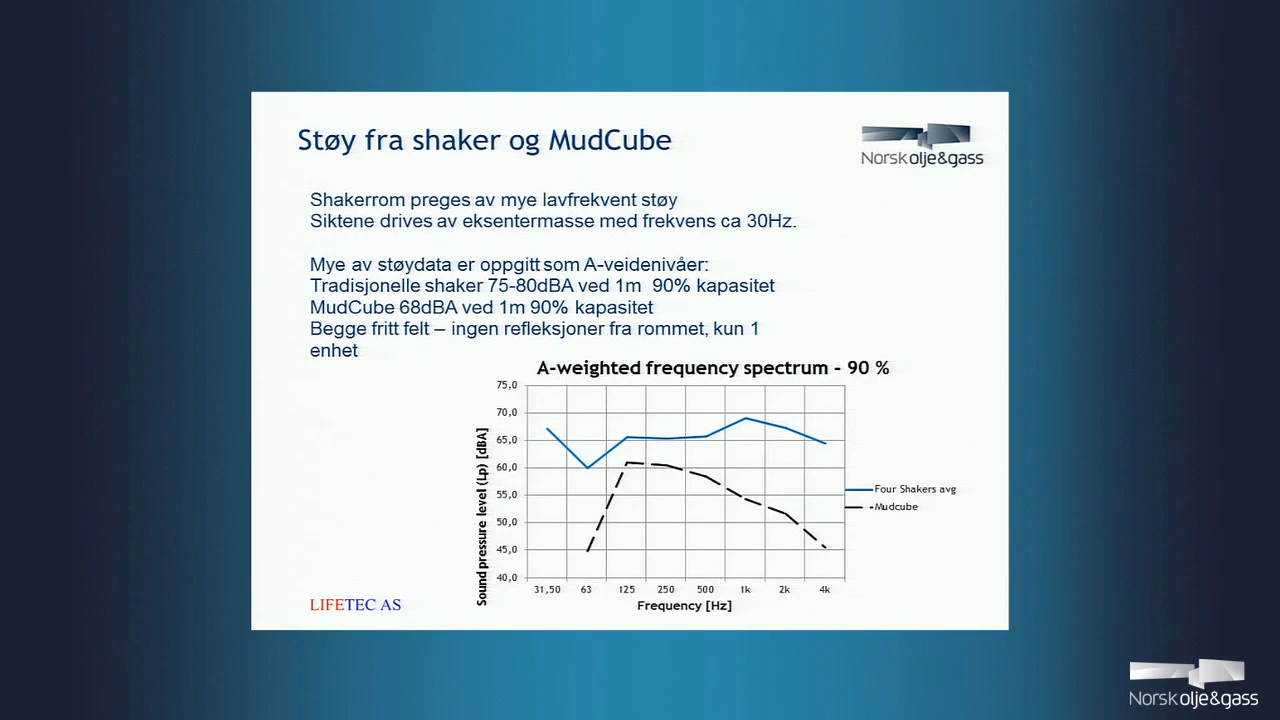 Støy fra shaker og MudCube
Norsk olje&gass
Shakerrom preges av mye lavfrekvent støy
Siktene drives av eksentermasse med frekvens ca 30Hz.
Mye av støydata er oppgitt som A-veidenivåer:
Tradisjonelle shaker 75-80dBA ved 1m 90% kapasitet
MudCube 68dBA ved 1m 90% kapasitet
Begge fritt felt – ingen refleksjoner fra rommet, kun 1
enhet
A-weighted frequency spectrum - 90 %
Sound pressure level (Lp) [dBA]
75,0
70,0
65,0
60,0
55,0
50,0
45,0
40,0
31,50 63 125 250 500 1k 2k 4k
Frequency [Hz]
Four Shakers avg
Mudcube
LIFETEC AS
Norsk olje&gass